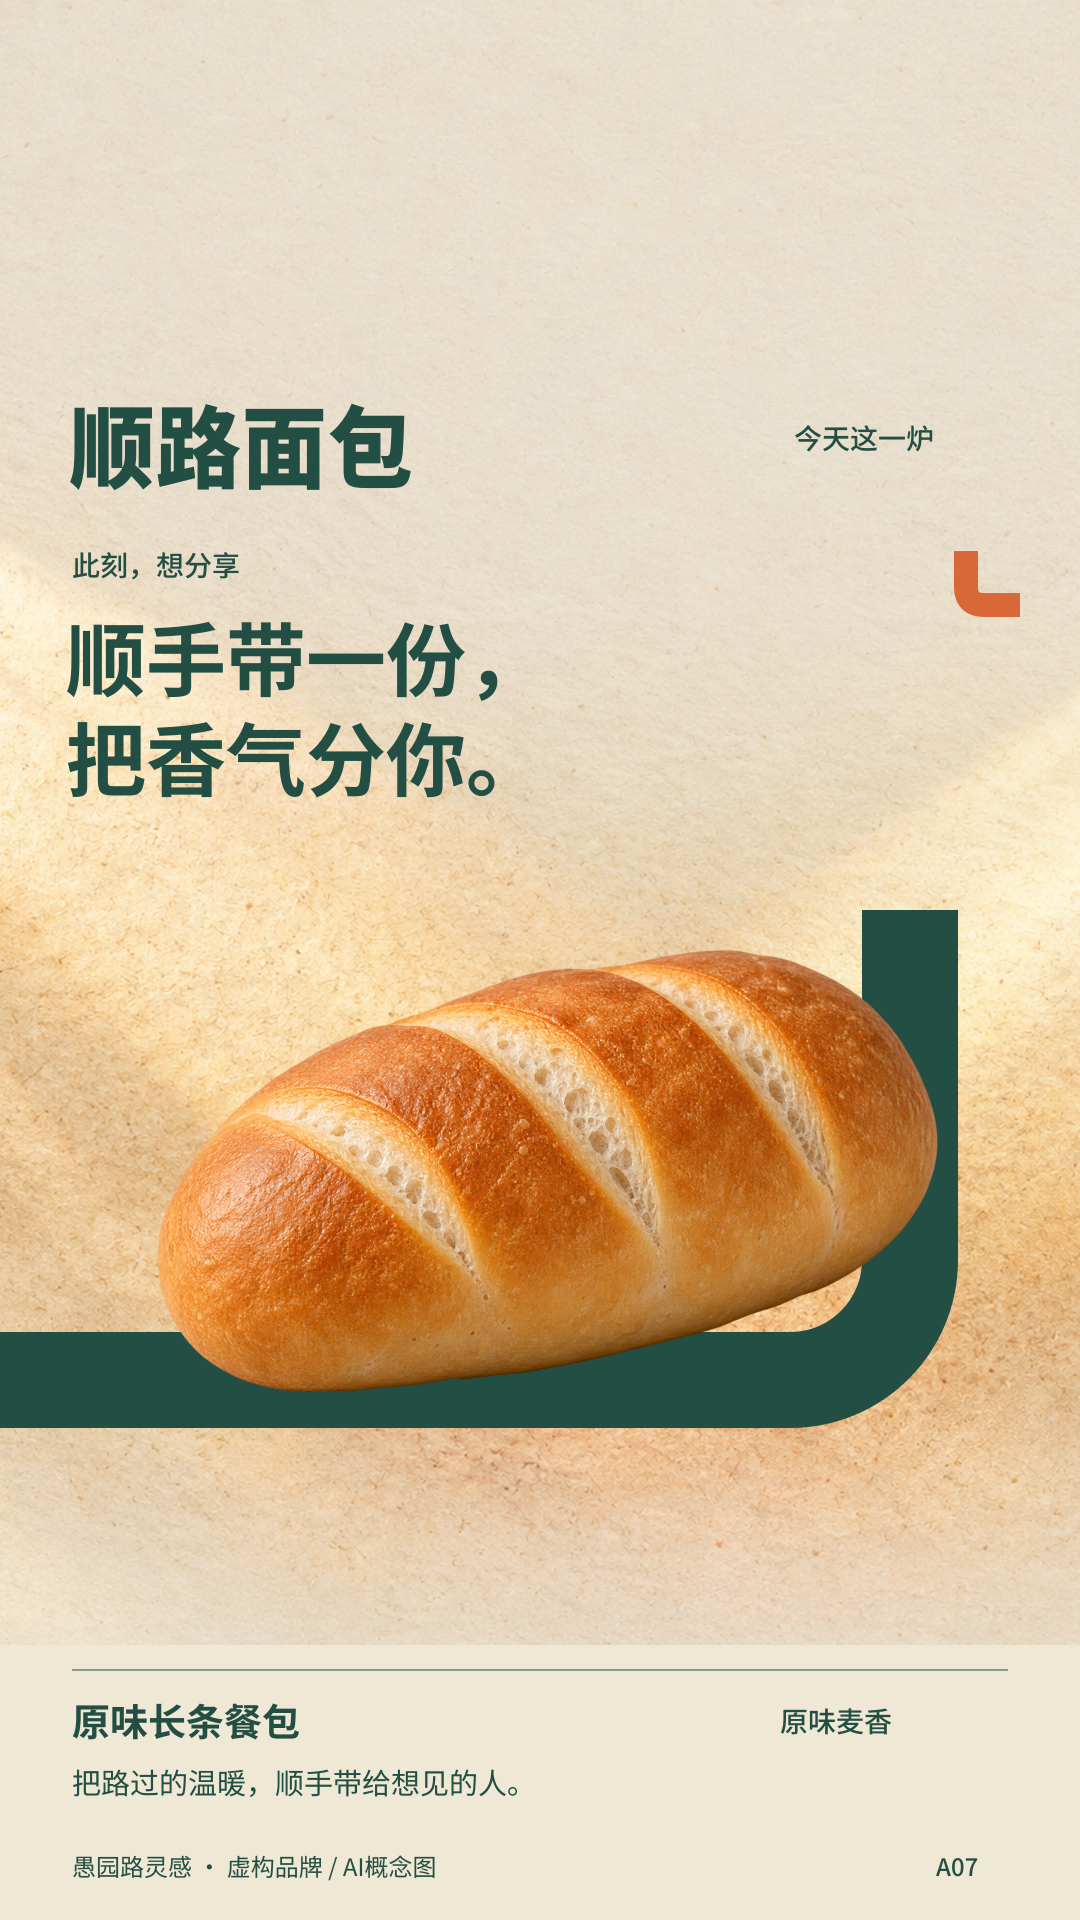 顺路面包
今天这一炉
此刻，想分享
顺手带一份，
把香气分你。
原味长条餐包
原味麦香
把路过的温暖，顺手带给想见的人。
愚园路灵感 · 虚构品牌 / AI概念图
A07